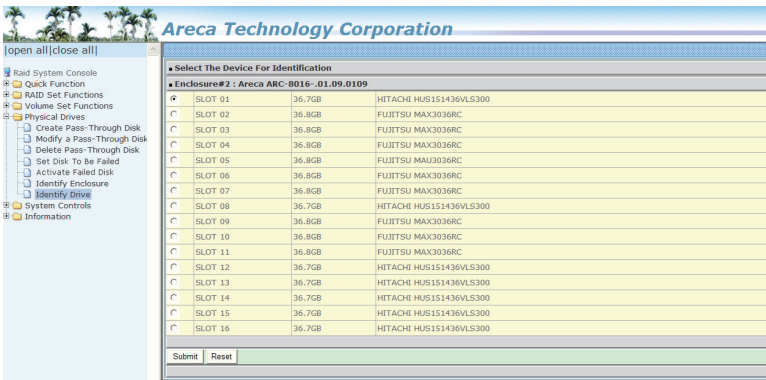 Areca Technology Corporation
|open all|close all|
Raid System Console
Quick Function
RAID Set Functions
Volume Set Functions
Physical Drives
Create Pass-Through Disk
Modify a Pass-Through Disk
Delete Pass-Through Disk
Set Disk To Be Failed
Activate Failed Disk
Identify Enclosure
Identify Drive
System Controls
Information
Select The Device For Identification
Enclosure#2 : Areca ARC-8016-.01.09.0109
SLOT 01 36.7GB HITACHI HUS151436VLS300
SLOT 02 36.8GB FUJITSU MAX3036RC
SLOT 03 36.8GB FUJITSU MAX3036RC
SLOT 04 36.8GB FUJITSU MAX3036RC
SLOT 05 36.8GB FUJITSU MAU3036RC
SLOT 06 36.8GB FUJITSU MAX3036RC
SLOT 07 36.8GB FUJITSU MAX3036RC
SLOT 08 36.7GB HITACHI HUS151436VLS300
SLOT 09 36.8GB FUJITSU MAX3036RC
SLOT 10 36.8GB FUJITSU MAX3036RC
SLOT 11 36.8GB FUJITSU MAX3036RC
SLOT 12 36.7GB HITACHI HUS151436VLS300
SLOT 13 36.7GB HITACHI HUS151436VLS300
SLOT 14 36.7GB HITACHI HUS151436VLS300
SLOT 15 36.7GB HITACHI HUS151436VLS300
SLOT 16 36.7GB HITACHI HUS151436VLS300
Submit Reset